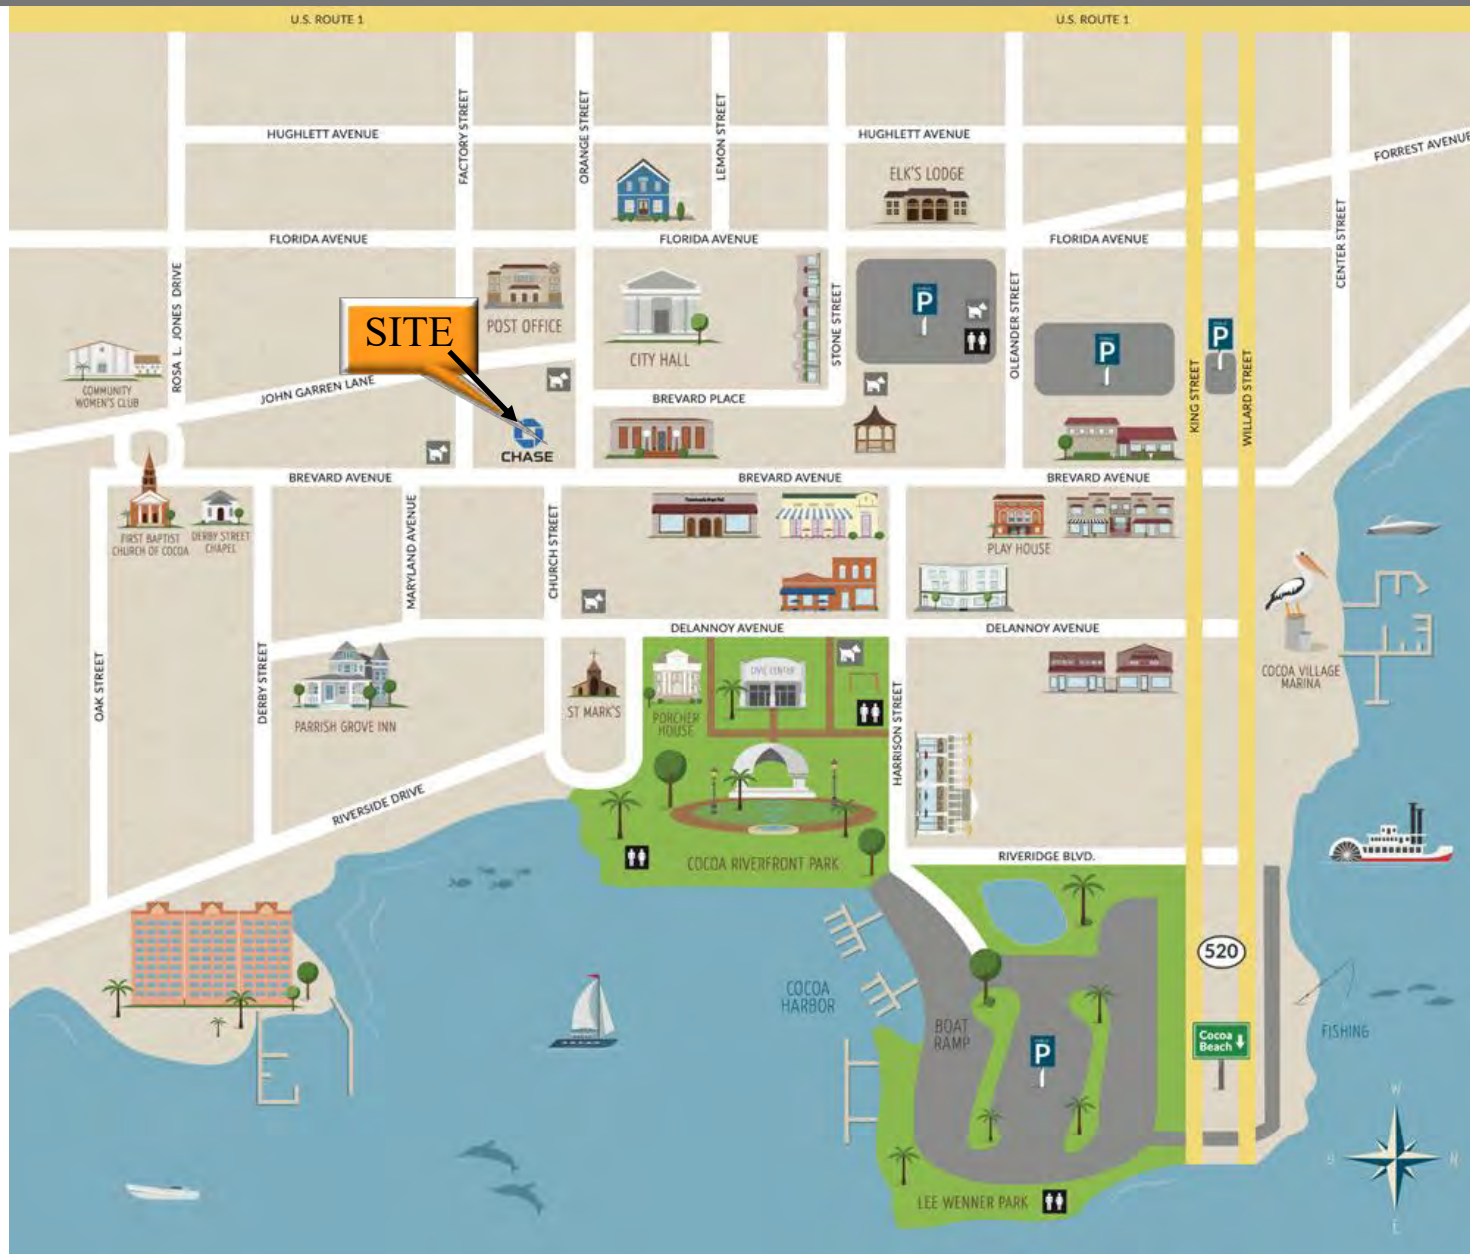 U.S. ROUTE 1
U.S. ROUTE 1
HUGHLETT AVENUE
HUGHLETT AVENUE
FACTORY STREET
ORANGE STREET
LEMON STREET
FORREST AVENUE
ELK'S LODGE
FLORIDA AVENUE
FLORIDA AVENUE
FLORIDA AVENUE
CENTER STREET
ROSA L. JONES DRIVE
POST OFFICE
SITE
CITY HALL
STONE STREET
P
OLEANDER STREET
P
P
KING STREET
WILLARD STREET
COMMUNITY
WOMEN'S CLUB
JOHN GARREN LANE
BREVARD PLACE
CHASE
BREVARD AVENUE
BREVARD AVENUE
BREVARD AVENUE
FIRST BAPTIST
CHURCH OF COCOA
DERBY STREET
CHAPEL
MARYLAND AVENUE
CHURCH STREET
PLAY HOUSE
DELANNOY AVENUE
DELANNOY AVENUE
OAK STREET
DERBY STREET
PARRISH GROVE INN
ST MARK'S
PORCHER
HOUSE
CIVIC CENTER
HARRISON STREET
COCOA VILLAGE
MARINA
RIVERSIDE DRIVE
COCOA RIVERFRONT PARK
RIVERIDGE BLVD.
520
COCOA
HARBOR
BOAT
RAMP
P
Cocoa
Beach
FISHING
LEE WENNER PARK
W
N
E